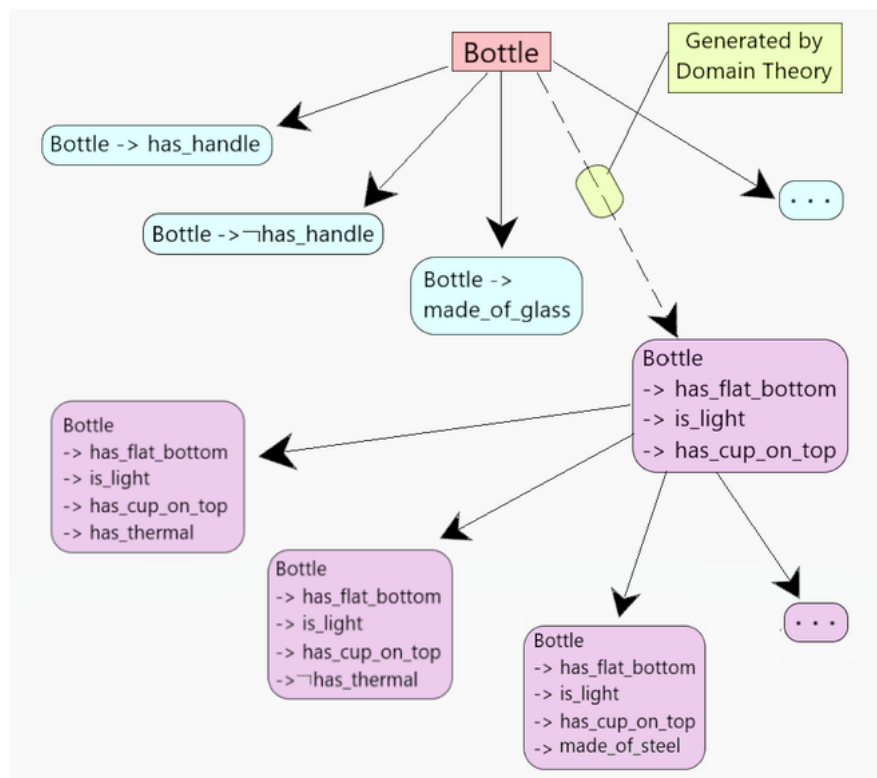 Bottle
Generated by
Domain Theory
Bottle -> has_handle
Bottle ->¬has_handle
Bottle ->
made_of_glass
. . .
Bottle
-> has_flat_bottom
-> is_light
-> has_cup_on_top
Bottle
-> has_flat_bottom
-> is_light
-> has_cup_on_top
-> has_thermal
Bottle
-> has_flat_bottom
-> is_light
-> has_cup_on_top
->¬has_thermal
Bottle
-> has_flat_bottom
-> is_light
-> has_cup_on_top
-> made_of_steel
. . .